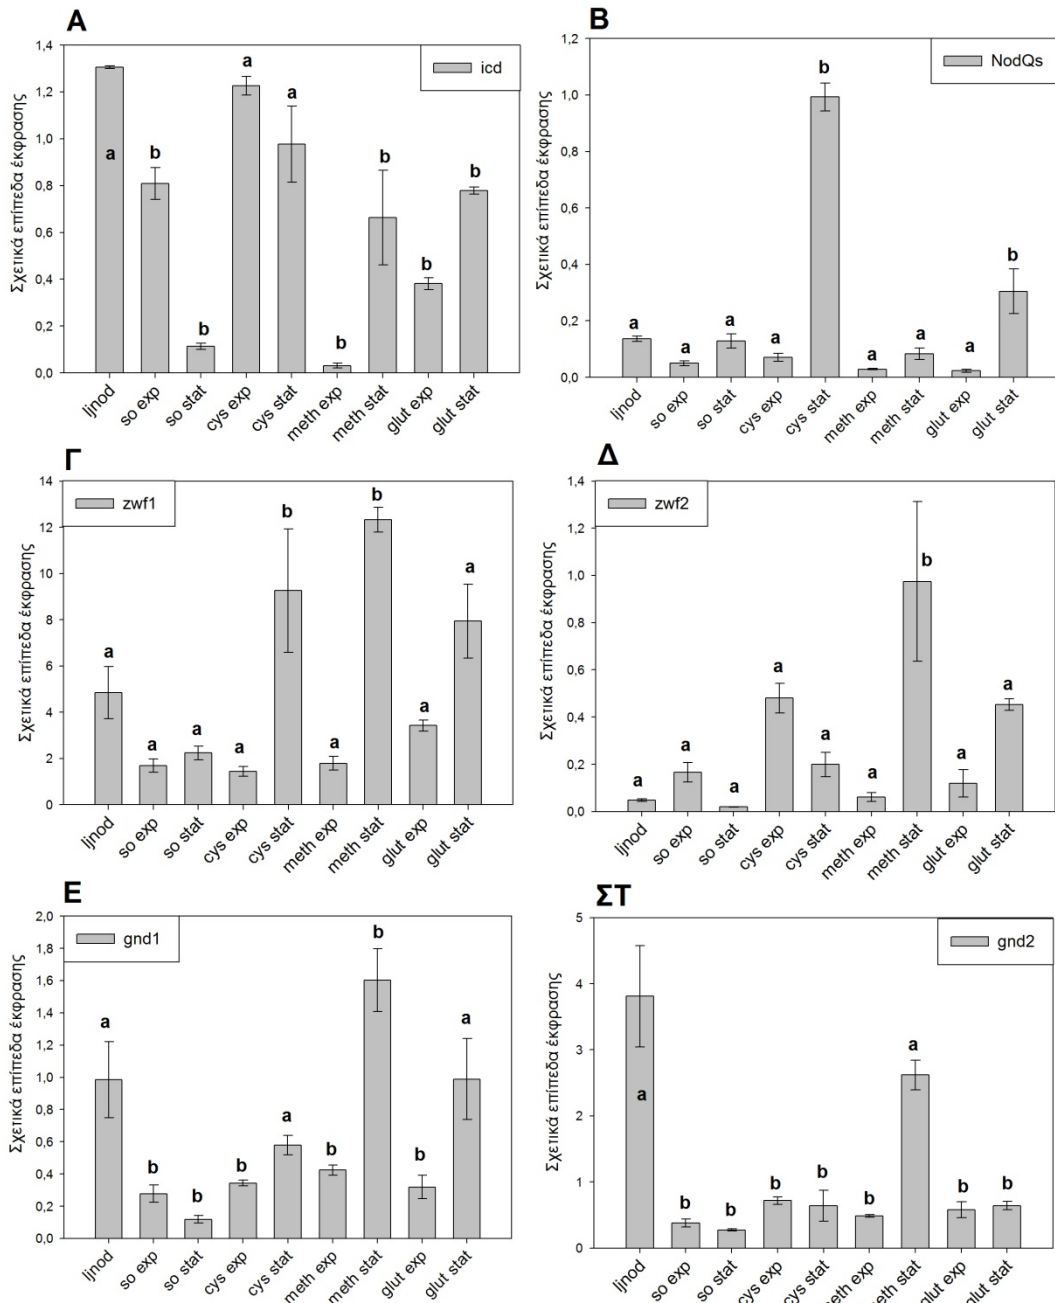 Α
icd
Σχετικά επίπεδα έκφρασης
1,4
1,2
1,0
0,8
0,6
0,4
0,2
0,0
a b b a a b b b b
ljnod so exp so stat cys exp cys stat meth exp meth stat glut exp glut stat
Β
NodQs
Σχετικά επίπεδα έκφρασης
1,2
1,0
0,8
0,6
0,4
0,2
0,0
a a a a b a a a b
ljnod so exp so stat cys exp cys stat meth exp meth stat glut exp glut stat
Γ
zwf1
Σχετικά επίπεδα έκφρασης
14
12
10
8
6
4
2
0
a a a a b a b a a
ljnod so exp so stat cys exp cys stat meth exp meth stat glut exp glut stat
Δ
zwf2
Σχετικά επίπεδα έκφρασης
1,4
1,2
1,0
0,8
0,6
0,4
0,2
0,0
a a a a a a b a a
ljnod so exp so stat cys exp cys stat meth exp meth stat glut exp glut stat
Ε
gnd1
Σχετικά επίπεδα έκφρασης
2,0
1,8
1,6
1,4
1,2
1,0
0,8
0,6
0,4
0,2
0,0
a b b b a b b b a
ljnod so exp so stat cys exp cys stat meth exp meth stat glut exp glut stat
ΣΤ
gnd2
Σχετικά επίπεδα έκφρασης
5
4
3
2
1
0
a b b b b b a b b
ljnod so exp so stat cys exp cys stat meth exp meth stat glut exp glut stat